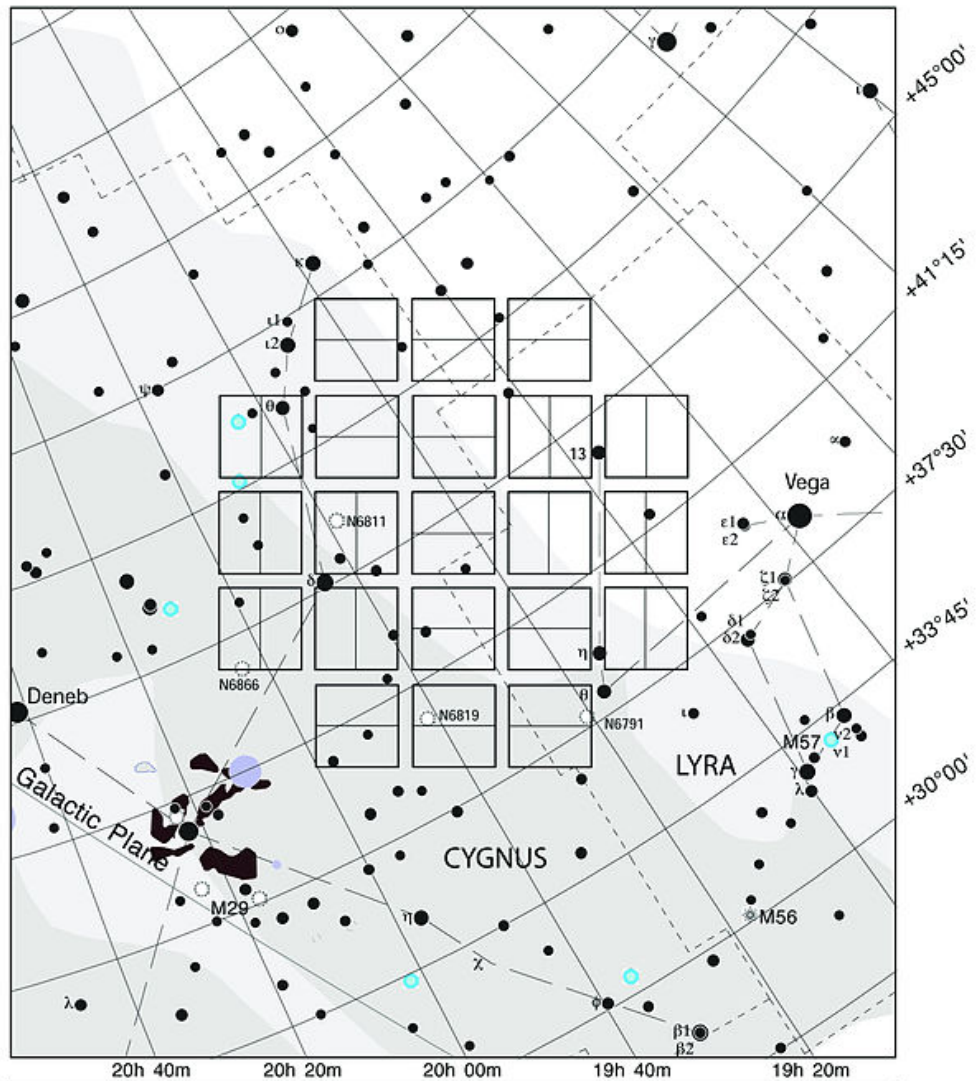 ο
γ
ι
+45°00'
κ
+41°15'
ι1
ι2
ψ
θ
13
α
+37°30'
Vega
N6811
ε1
ε2
α
δ
ζ1
ζ2
δ1
δ2
+33°45'
η
N6866
Deneb
θ
N6819
N6791
ι
β
M57
ν2
ν1
LYRA
γ
λ
+30°00'
Galactic Plane
CYGNUS
M29
η
M56
χ
λ
φ
β1
β2
20h 40m
20h 20m
20h 00m
19h 40m
19h 20m